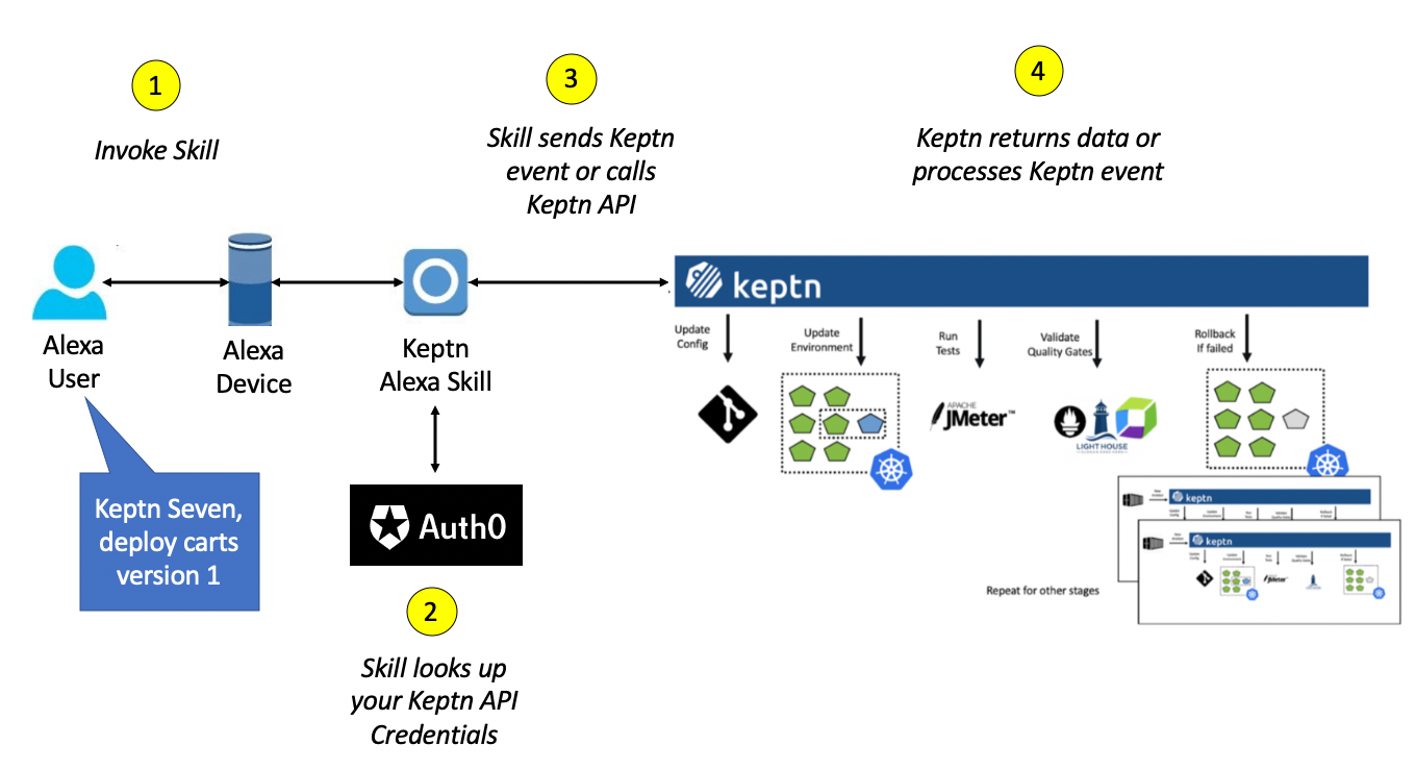 1
Invoke Skill
3
Skill sends Keptn
event or calls
Keptn API
4
Keptn returns data or
processes Keptn event
Alexa
User
Alexa
Device
Keptn
Alexa Skill
keptn
Update
Config
Update
Environment
Run
Tests
Validate
Quality Gates
Rollback
If failed
APACHE
JMeter™
LIGHT HOUSE
Keptn Seven,
deploy carts
version 1
Auth0
2
Skill looks up
your Keptn API
Credentials
keptn
keptn
Repeat for other stages